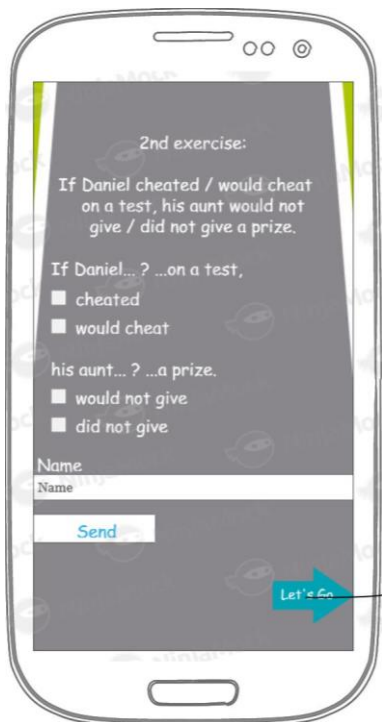 2nd exercise:
If Daniel cheated / would cheat
on a test, his aunt would not
give / did not give a prize.
If Daniel... ? ...on a test,
cheated
would cheat
his aunt... ? ...a prize.
would not give
did not give
Name
Name
Send
Let's Go